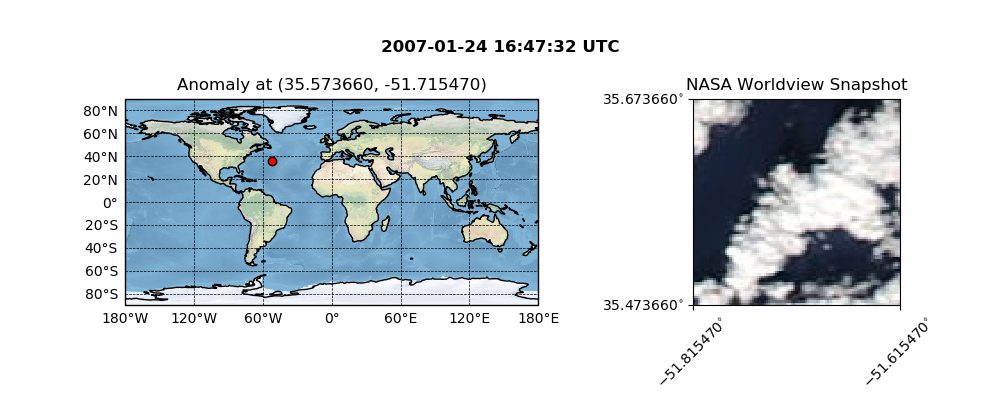 2007-01-24 16:47:32 UTC
Anomaly at (35.573660, -51.715470)
NASA Worldview Snapshot
80°N
60°N
40°N
20°N
0°
20°S
40°S
60°S
80°S
180°W 120°W 60°W 0° 60°E 120°E 180°E
35.673660°
35.473660°
−51.815470°
−51.615470°